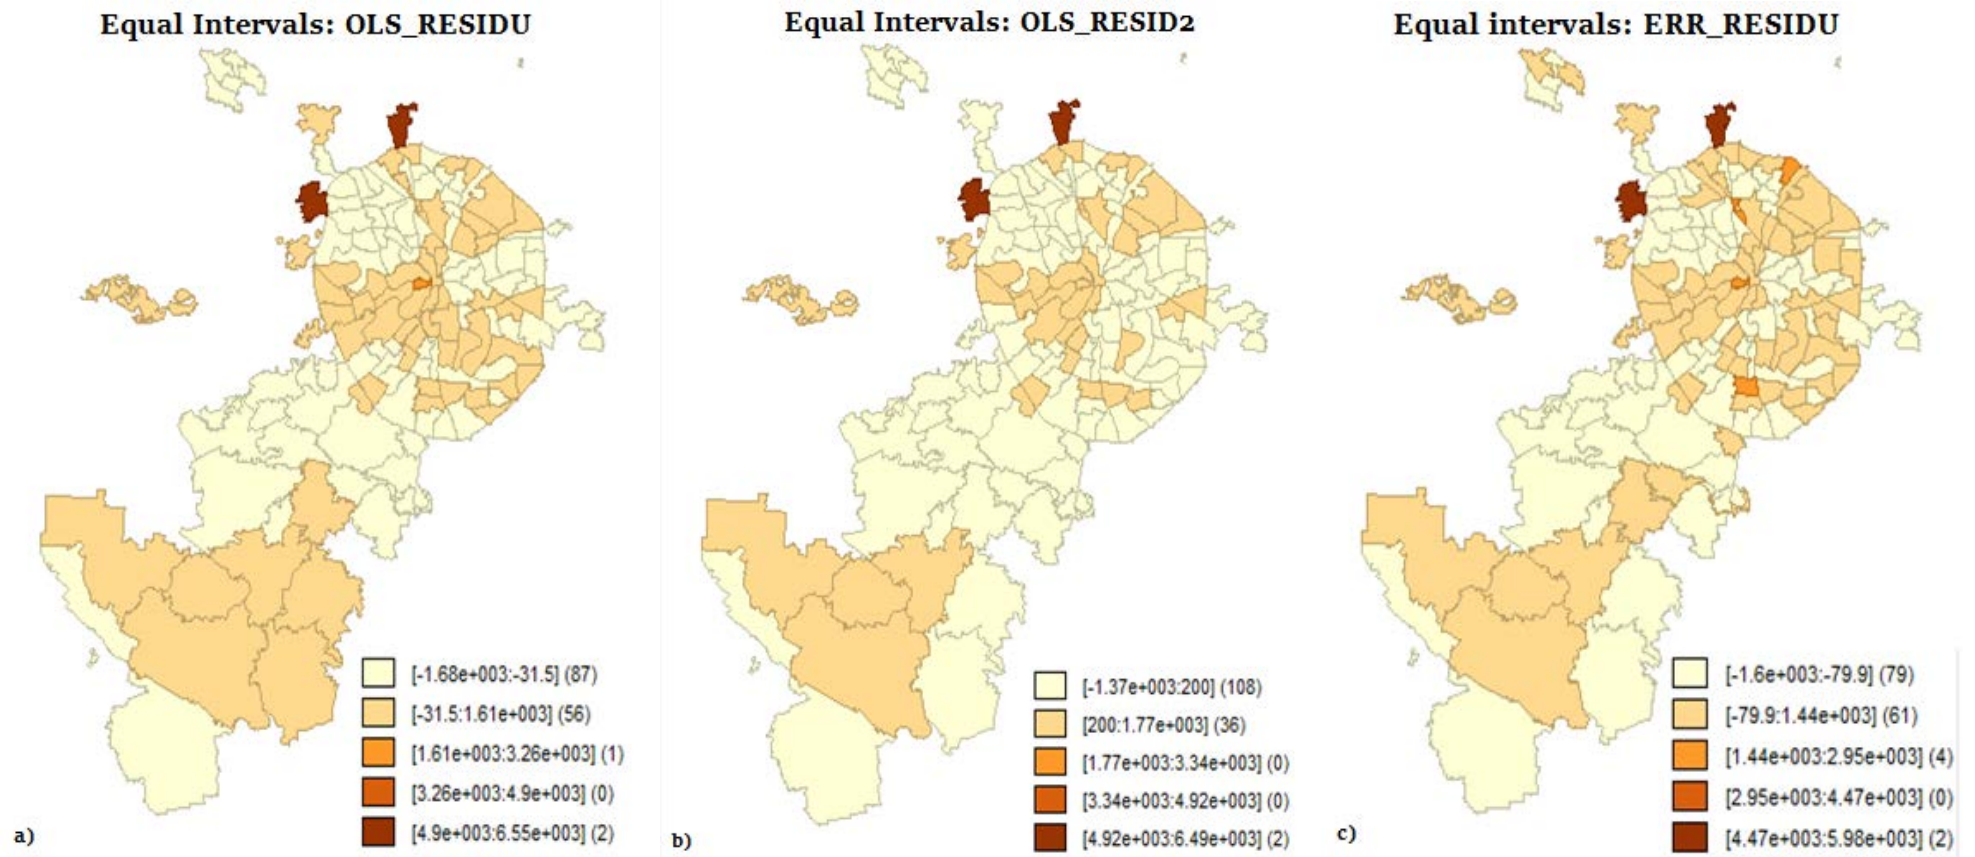 Equal Intervals: OLS_RESIDU
[-1.68e+003:-31.5] (87)
[-31.5:1.61e+003] (56)
[1.61e+003:3.26e+003] (1)
[3.26e+003:4.9e+003] (0)
[4.9e+003:6.55e+003] (2)
a)
Equal Intervals: OLS_RESID2
[-1.37e+003:200] (108)
[200:1.77e+003] (36)
[1.77e+003:3.34e+003] (0)
[3.34e+003:4.92e+003] (0)
[4.92e+003:6.49e+003] (2)
b)
Equal intervals: ERR_RESIDU
[-1.6e+003:-79.9] (79)
[-79.9:1.44e+003] (61)
[1.44e+003:2.95e+003] (4)
[2.95e+003:4.47e+003] (0)
[4.47e+003:5.98e+003] (2)
c)